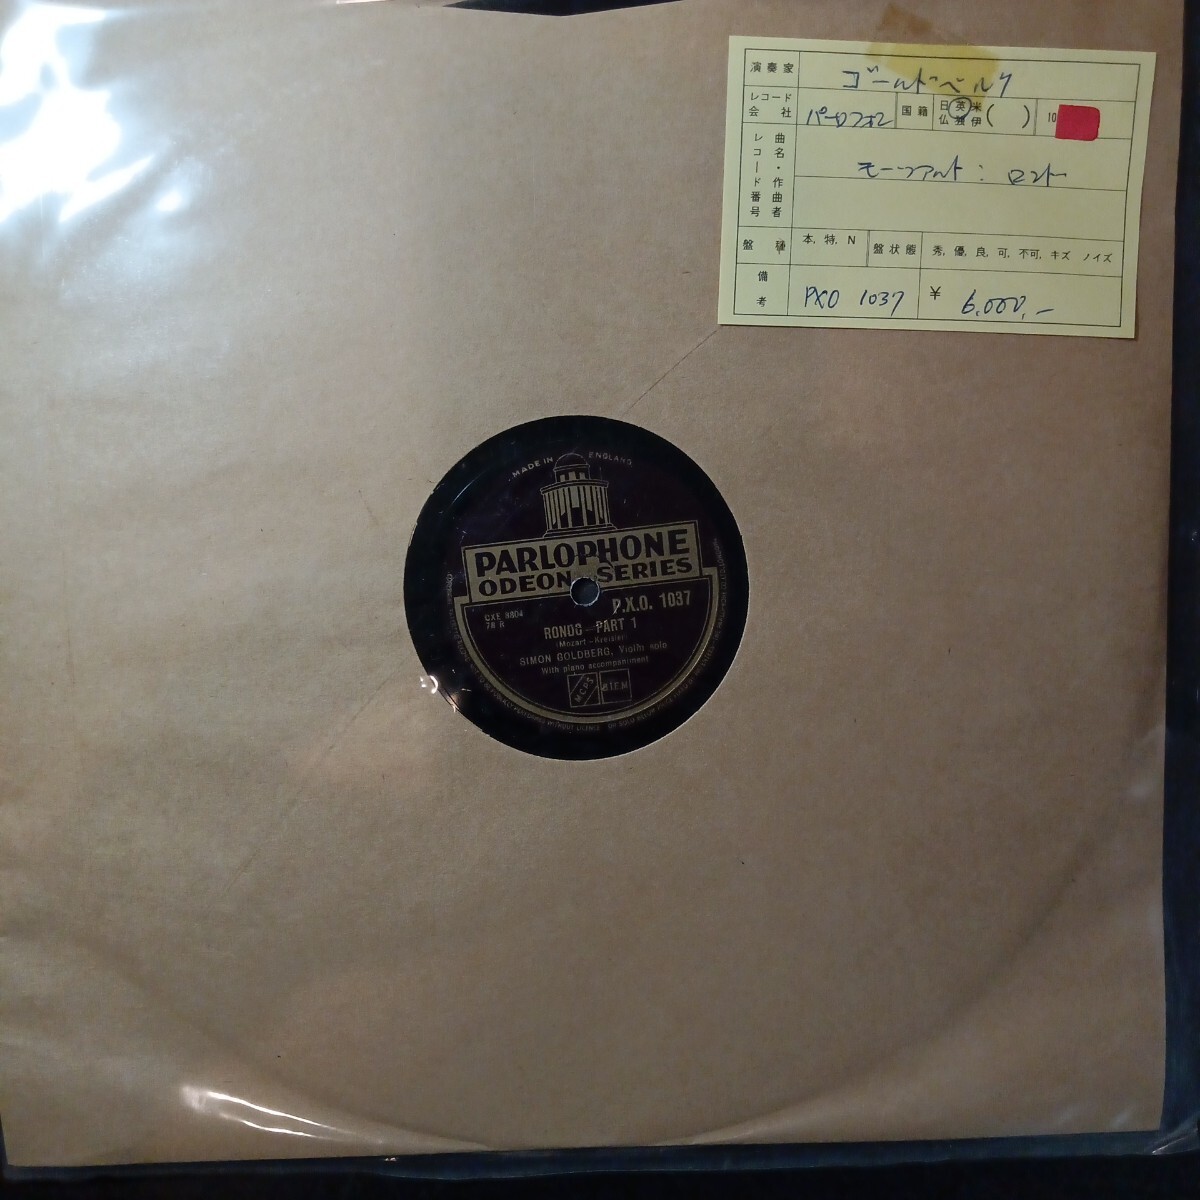 演奏家 ゴールドベルク
レコード会社 パーロフォン 国籍 日 英 米 仏 独 伊 ( ) 10
レコード番号 曲名・作曲者 モーツアルト: ロンド
盤種 本, 特, N 盤状態 秀, 優, 良, 可, 不可, キズ ノイズ
備考 PXO 1037 ¥ 6,000,-
MADE IN ENGLAND
PARLOPHONE
ODEON SERIES
P.X.O. 1037
CXE 8804
78 R
RONDO-PART 1
(Mozart-Kreisler)
SIMON GOLDBERG, Violin solo
With piano accompaniment
M.C.P.S BIEM